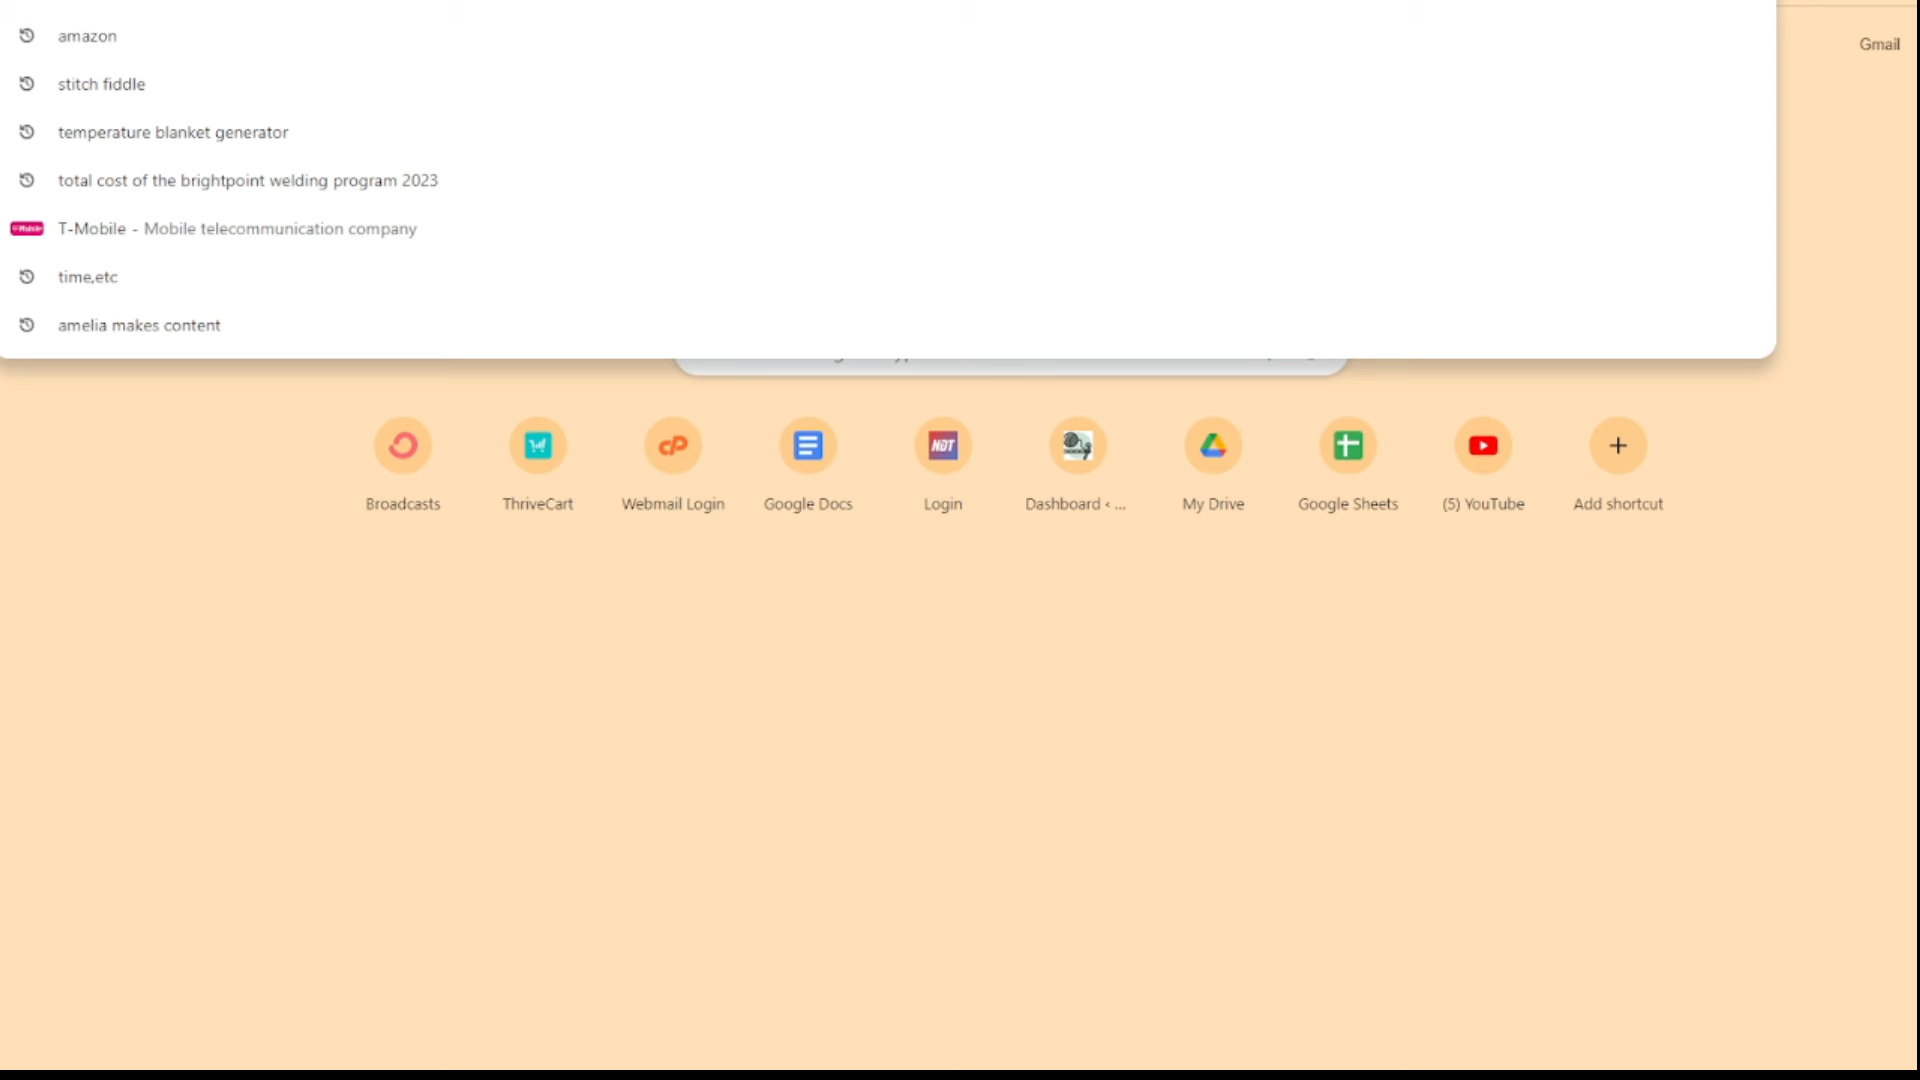 amazon
Gmail
stitch fiddle
temperature blanket generator
total cost of the brightpoint welding program 2023
T-Mobile - Mobile telecommunication company
time,etc
amelia makes content
NDT
Broadcasts
ThriveCart
Webmail Login
Google Docs
Login
Dashboard ‹ ...
My Drive
Google Sheets
(5) YouTube
Add shortcut